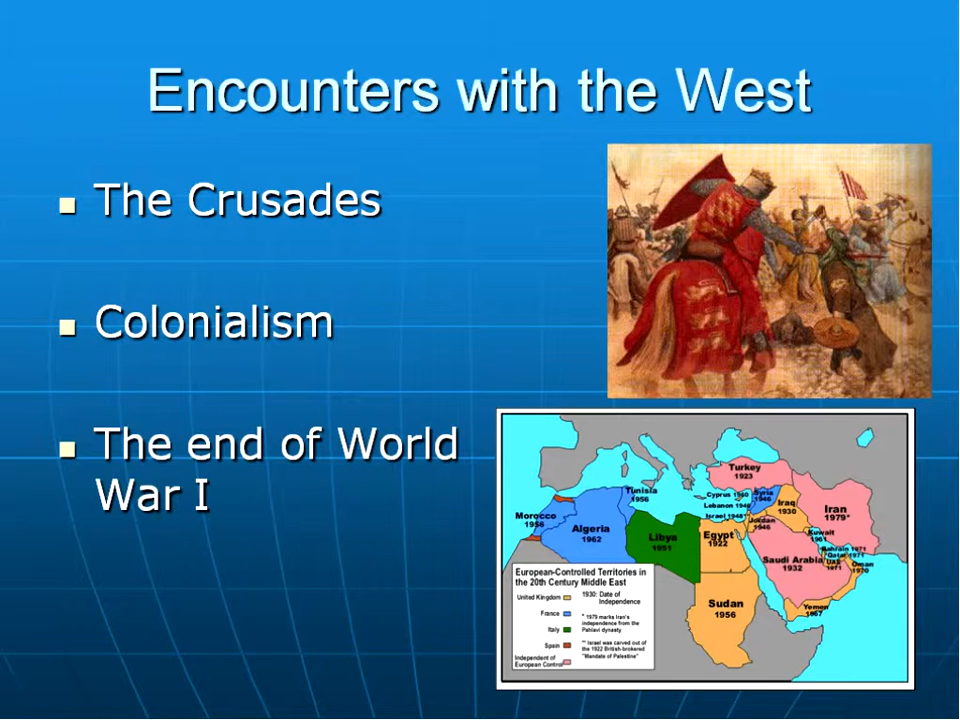 Encounters with the West
The Crusades
Colonialism
The end of World
War I
Turkey
1923
Tunisia
1956
Cyprus 1960
Syria
1946
Lebanon 1946
Iraq
1930
Iran
1979*
Morocco
1956
Israel 1948
Jordan
1946
Algeria
1962
Libya
1951
Egypt
1922
Kuwait
1961
Bahrain 1971
Qatar 1971
UAE
1971
Oman
1970
Saudi Arabia
1932
Sudan
1956
Yemen
1967
European-Controlled Territories in
the 20th Century Middle East
United Kingdom
France
Italy
Spain
Independent of
European Control
1930: Date of
Independence
* 1979 marks Iran's
independence from the
Pahlavi dynasty
** Israel was carved out of
the 1922 British-brokered
"Mandate of Palestine"